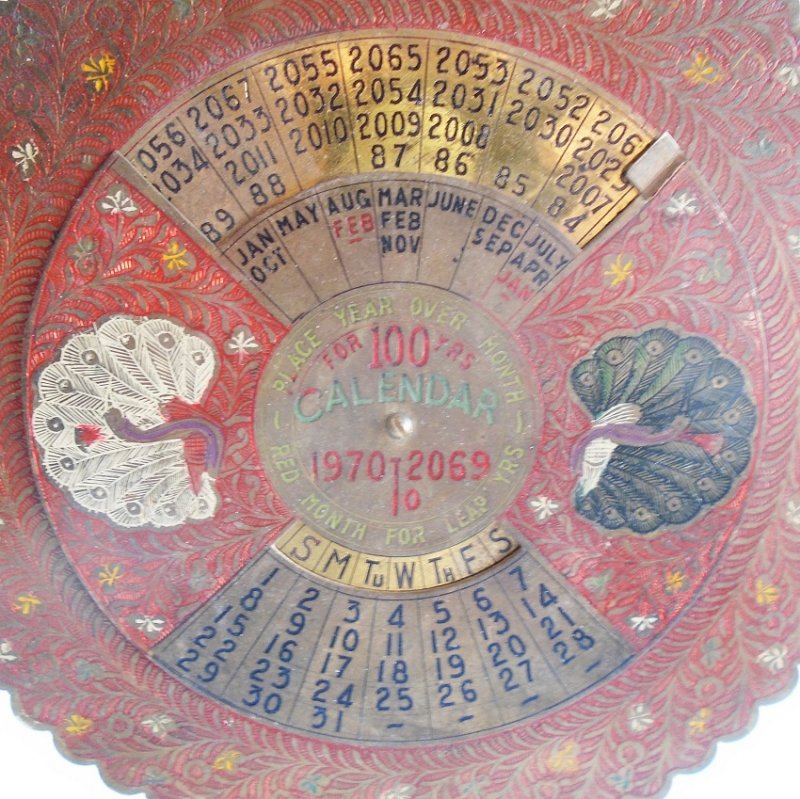 2067 2055 2065 2053 2052
2034 2033 2032 2054 2031 2030
2011 2010 2009 2008 2007
89 88 87 86 85 84
JAN MAY AUG MAR JUNE DEC JULY
OCT FEB FEB SEP APR
NOV JAN
PLACE YEAR OVER MONTH
FOR 100 YRS
CALENDAR
1970 TO 2069
RED MONTH FOR LEAP YRS
S M TU W TH F S
1 2 3 4 5 6 7
8 9 10 11 12 13 14
15 16 17 18 19 20 21
22 23 24 25 26 27 28
29 30 31 - - - -